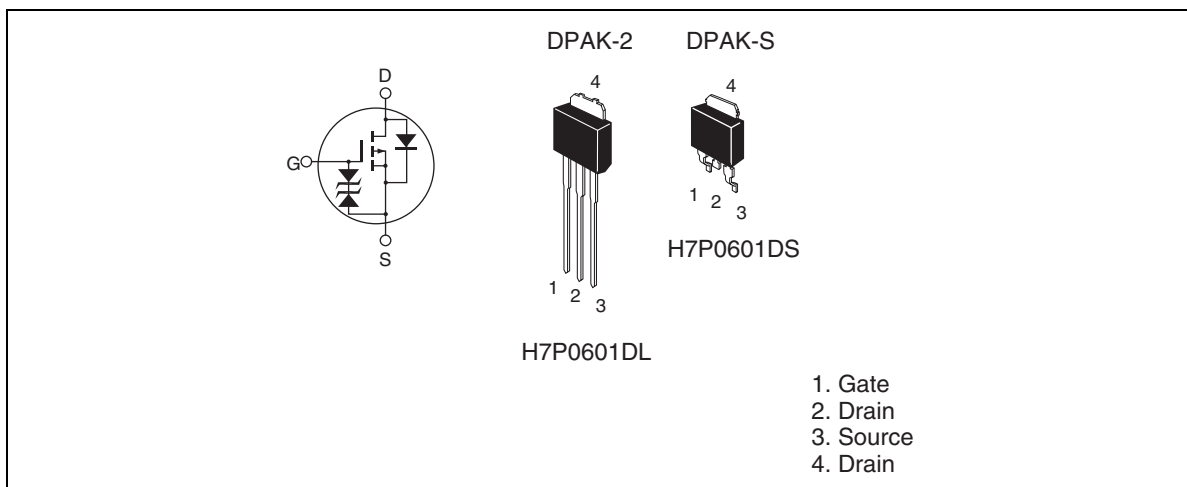 DPAK-2
DPAK-S
D
G
S
4
1
2
3
H7P0601DL
4
1
2
3
H7P0601DS
1. Gate
2. Drain
3. Source
4. Drain